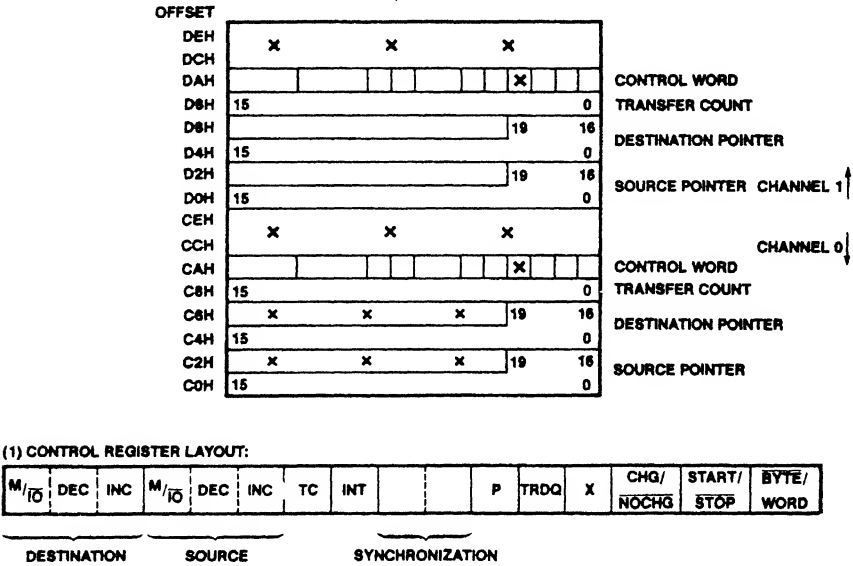 OFFSET
DEH
X X X
DCH
DAH X CONTROL WORD
D8H 15 0 TRANSFER COUNT
D6H 19 16
DESTINATION POINTER
D4H 15 0
D2H 19 16
SOURCE POINTER CHANNEL 1
D0H 15 0
CEH
X X X
CCH CHANNEL 0
CAH X CONTROL WORD
C8H 15 0 TRANSFER COUNT
C6H X X X 19 16
DESTINATION POINTER
C4H 15 0
C2H X X X 19 16
SOURCE POINTER
C0H 15 0
(1) CONTROL REGISTER LAYOUT:
M/IO DEC INC M/IO DEC INC TC INT P TRDQ X CHG/ NOCHG START/ STOP BYTE/ WORD
DESTINATION SOURCE SYNCHRONIZATION